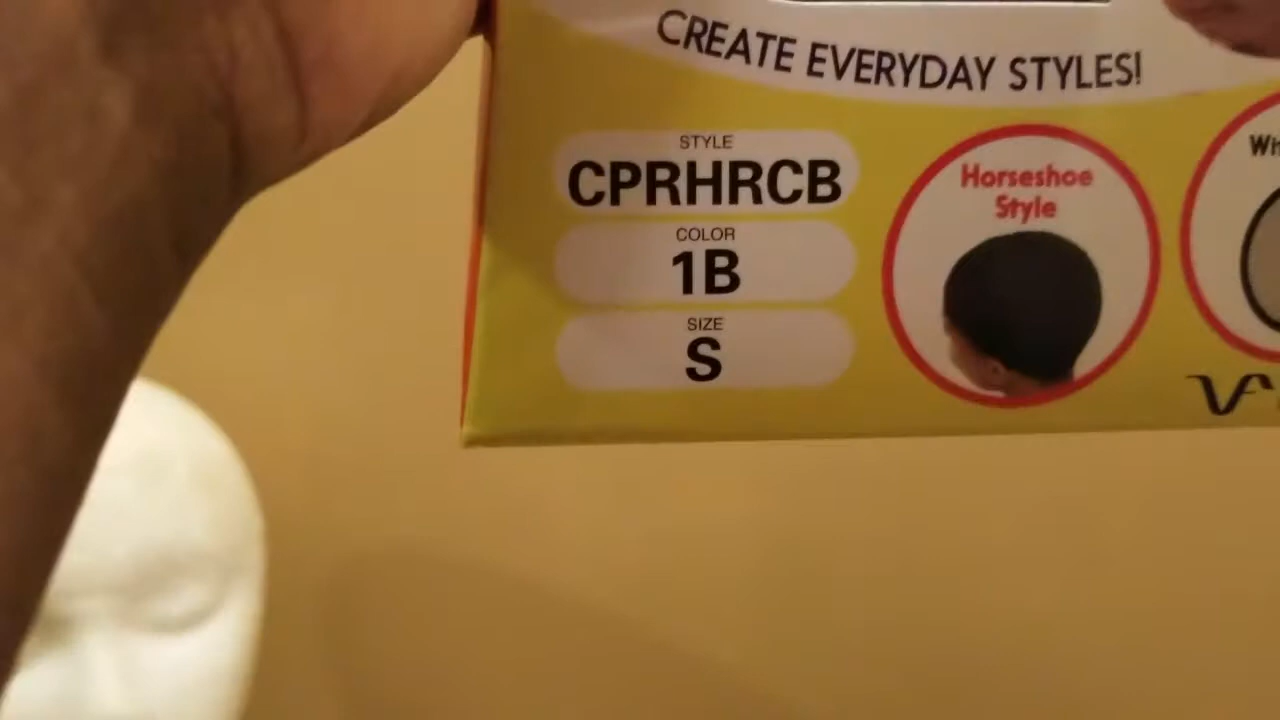 CREATE EVERYDAY STYLES!
STYLE
CPRHRCB
COLOR
1B
SIZE
S
Horseshoe
Style